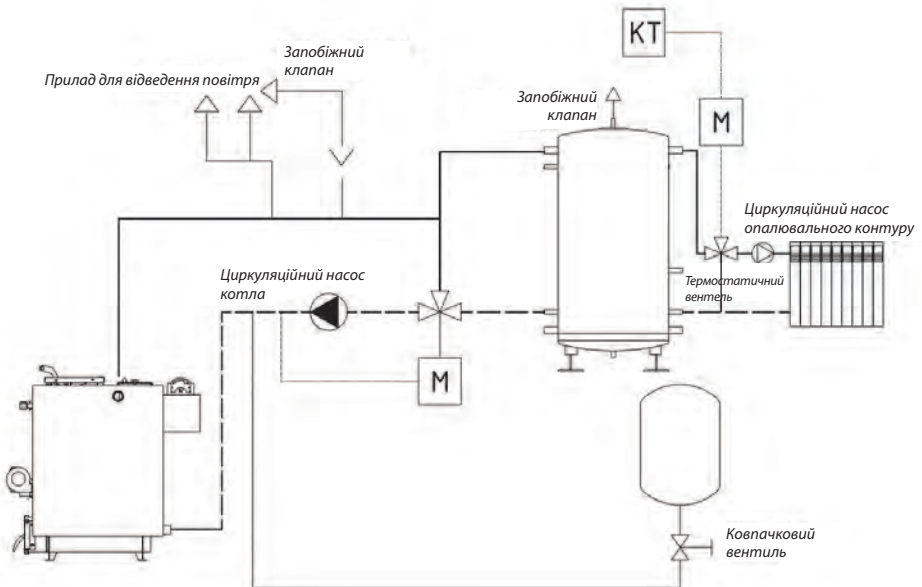 KT
Запобіжний
клапан
Прилад для відведення повітря
Запобіжний
клапан
M
Циркуляційний насос
опалювального контуру
Циркуляційний насос
котла
Термостатичний
вентель
M
Ковпачковий
вентиль